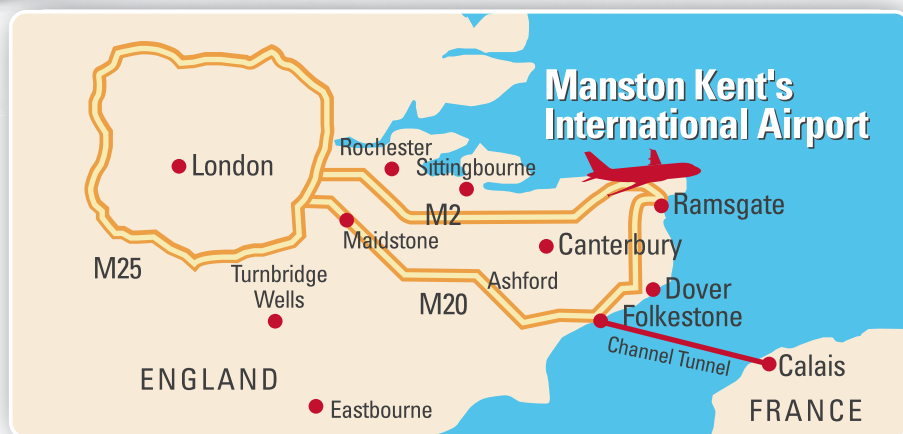 Manston Kent's
International Airport
Rochester
London
Sittingbourne
Ramsgate
M2
Maidstone
Canterbury
M25
Turnbridge
Wells
Ashford
Dover
M20
Folkestone
Channel Tunnel
Calais
ENGLAND
Eastbourne
FRANCE